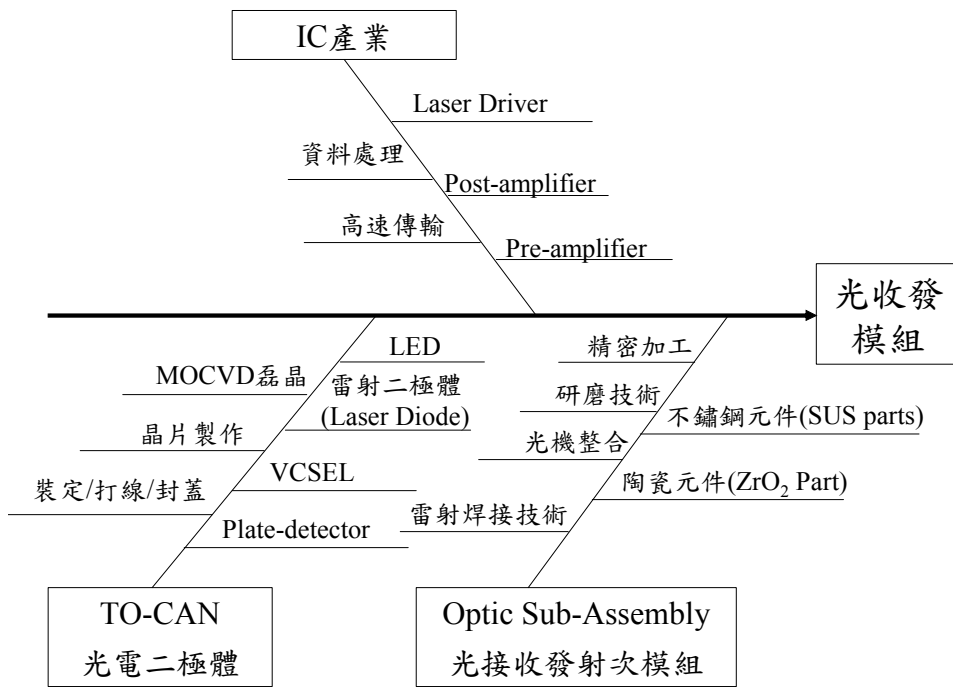 IC產業
Laser Driver
資料處理
Post-amplifier
高速傳輸
Pre-amplifier
光收發
模組
LED
MOCVD磊晶
雷射二極體
(Laser Diode)
晶片製作
VCSEL
裝定/打線/封蓋
Plate-detector
TO-CAN
光電二極體
精密加工
研磨技術
不鏽鋼元件(SUS parts)
光機整合
陶瓷元件(ZrO₂ Part)
雷射焊接技術
Optic Sub-Assembly
光接收發射次模組